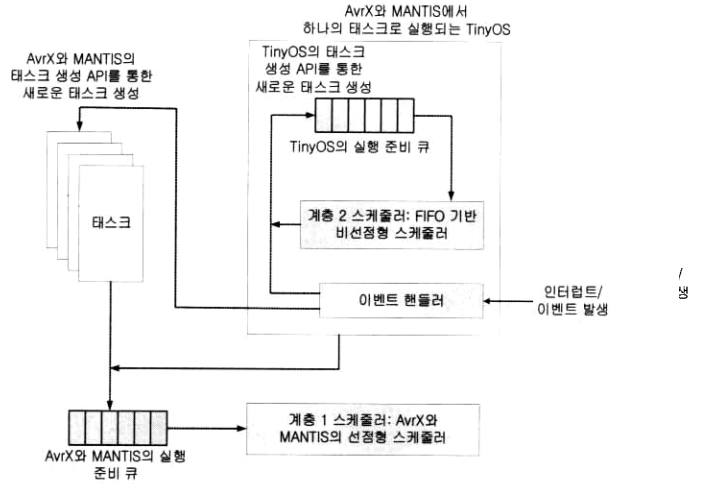 AvrX와 MANTIS에서
하나의 태스크로 실행되는 TinyOS
TinyOS의 태스크
생성 API를 통한
새로운 태스크 생성
AvrX와 MANTIS의
태스크 생성 API를 통한
새로운 태스크 생성
TinyOS의 실행 준비 큐
태스크
계층 2 스케줄러: FIFO 기반
비선점형 스케줄러
이벤트 핸들러
인터럽트/
이벤트 발생
/
생
계층 1 스케줄러: AvrX와
MANTIS의 선점형 스케줄러
AvrX와 MANTIS의 실행
준비 큐